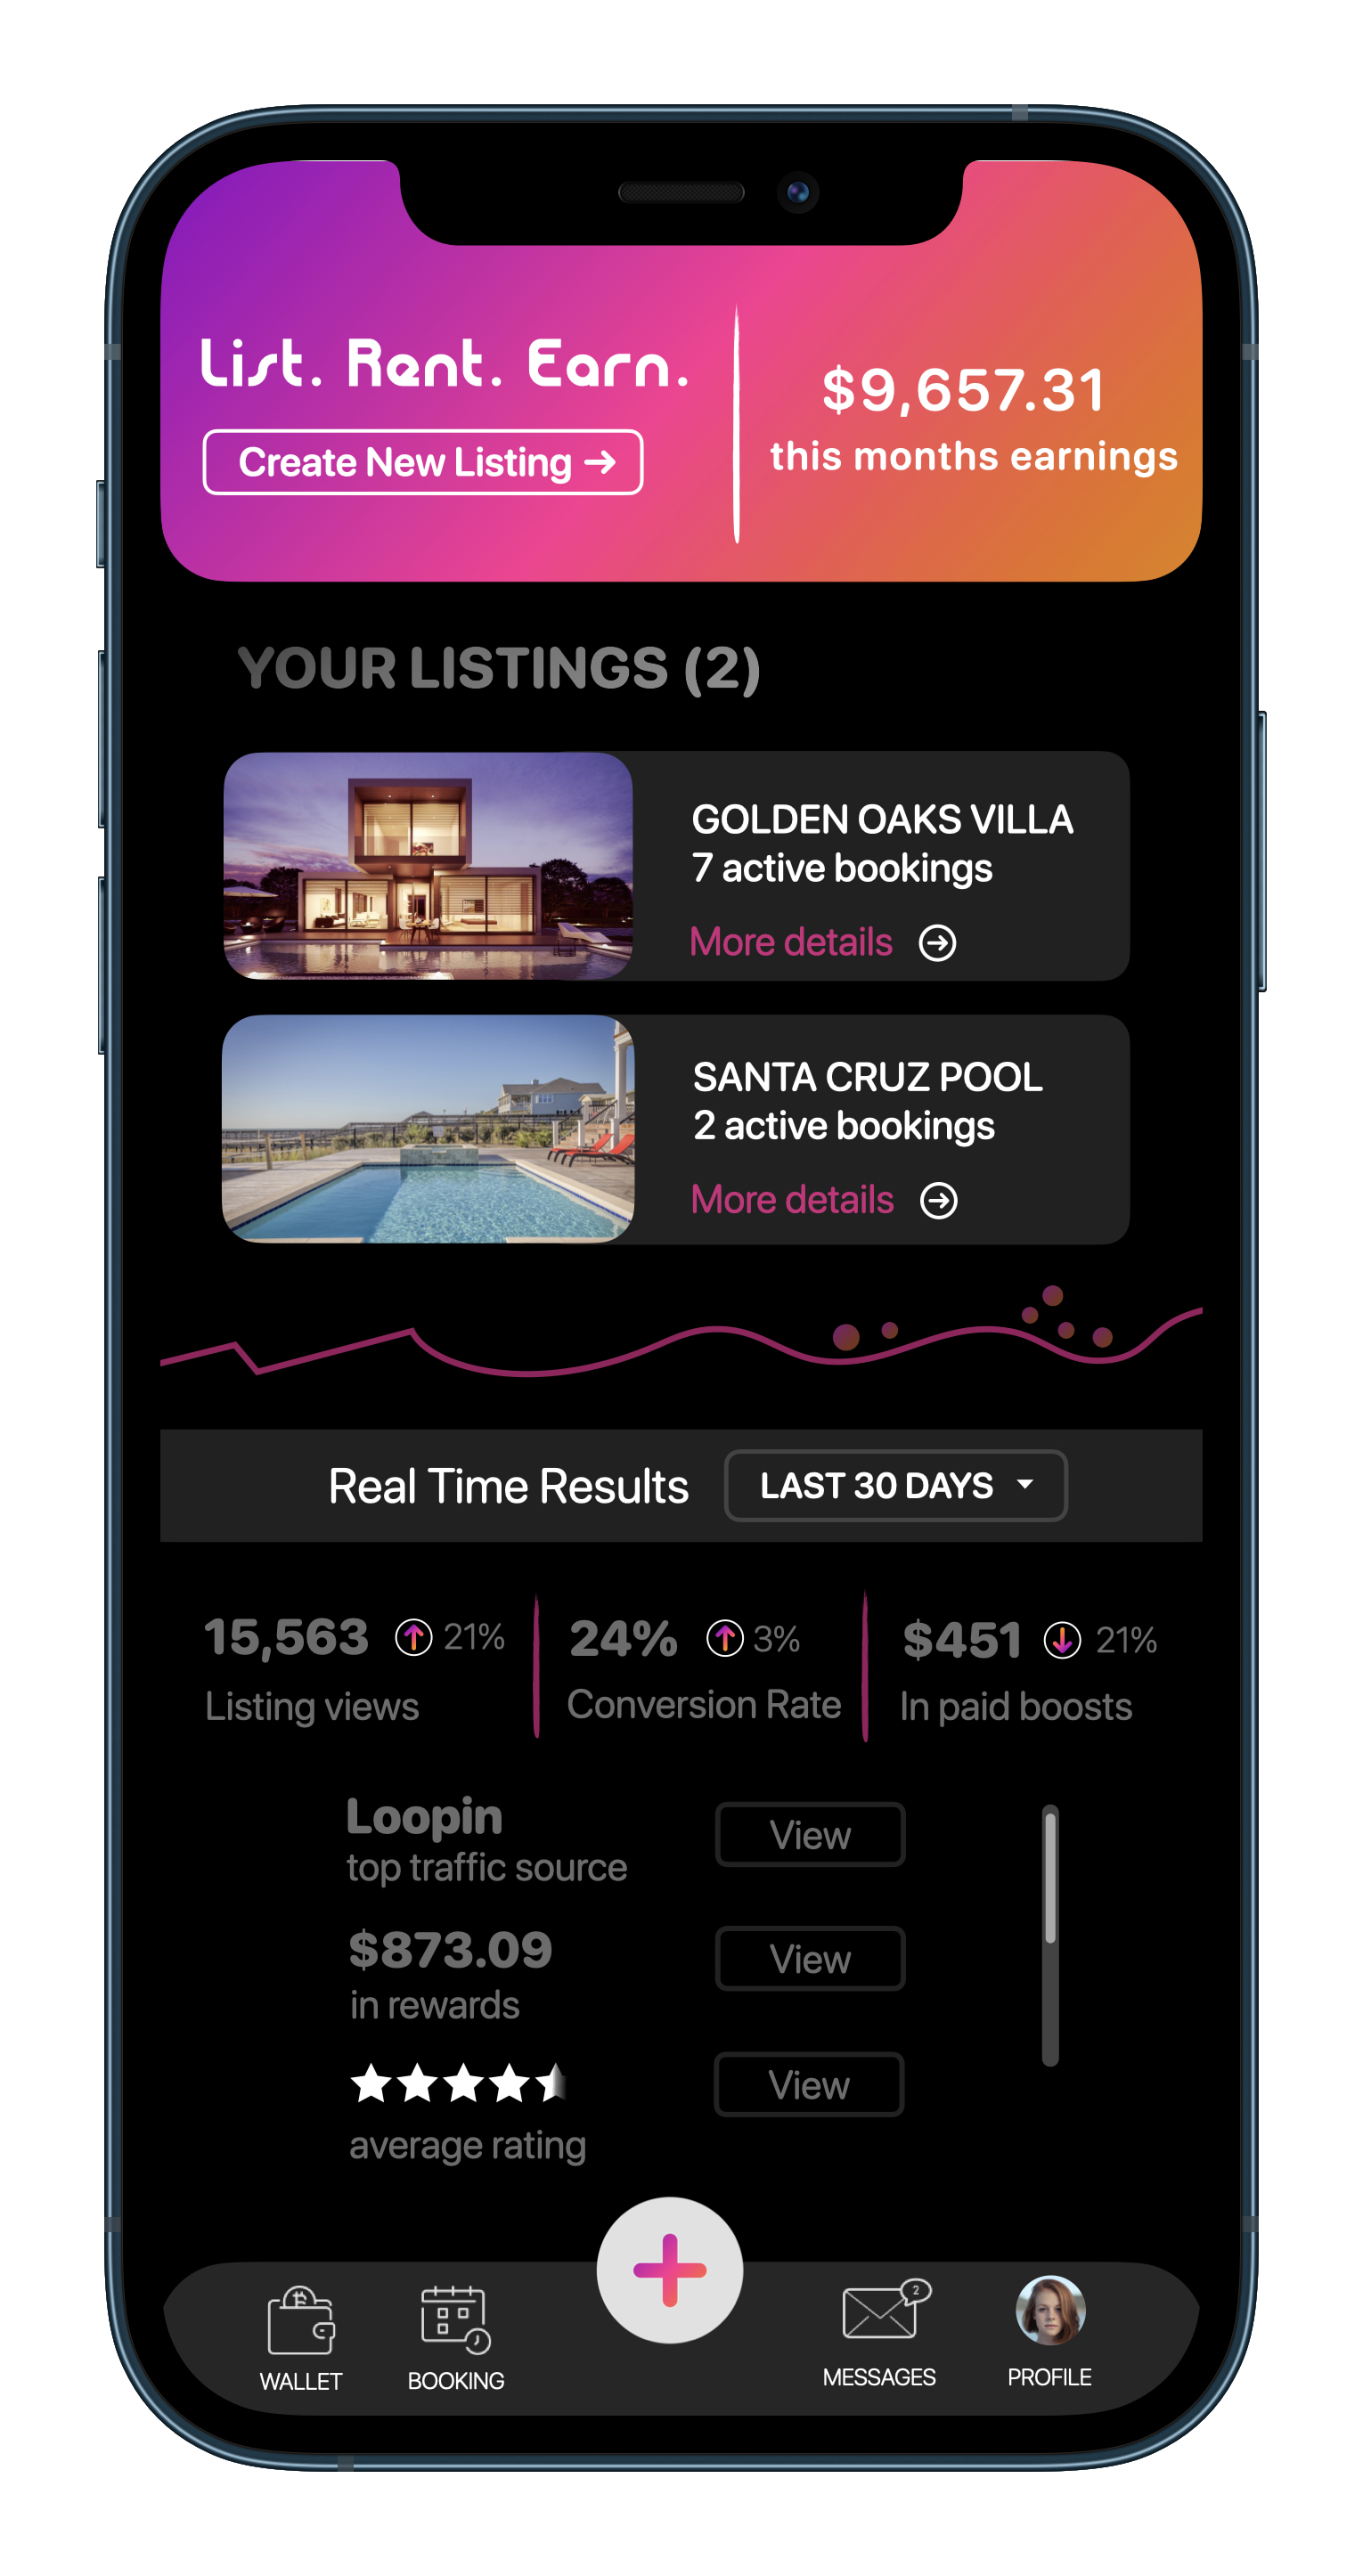 List. Rent. Earn.
Create New Listing →
$9,657.31
this months earnings
YOUR LISTINGS (2)
GOLDEN OAKS VILLA
7 active bookings
More details
SANTA CRUZ POOL
2 active bookings
More details
Real Time Results
LAST 30 DAYS
15,563 21%
Listing views
24% 3%
Conversion Rate
$451 21%
In paid boosts
Loopin
top traffic source
View
$873.09
in rewards
View
average rating
View
2
WALLET
BOOKING
MESSAGES
PROFILE